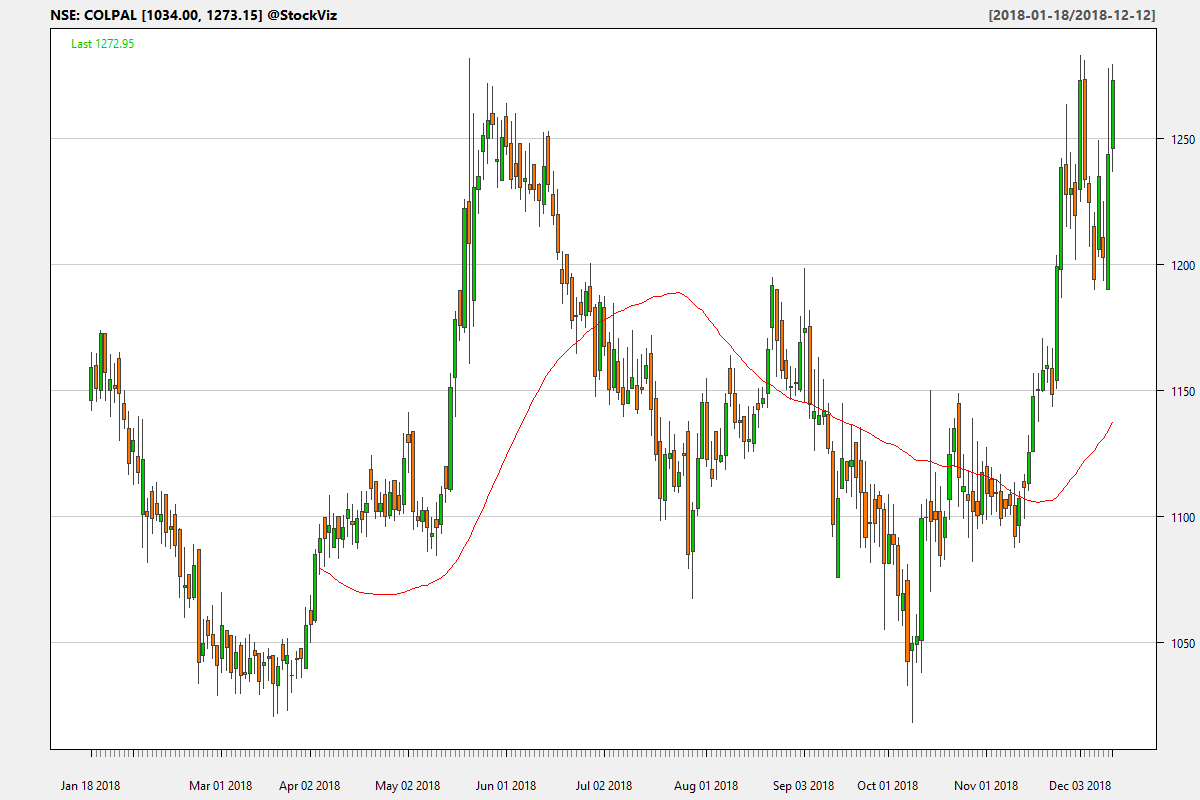 NSE: COLPAL [1034.00, 1273.15] @StockViz
[2018-01-18/2018-12-12]
Last 1272.95
1250
1200
1150
1100
1050
Jan 18 2018 Mar 01 2018 Apr 02 2018 May 02 2018 Jun 01 2018 Jul 02 2018 Aug 01 2018 Sep 03 2018 Oct 01 2018 Nov 01 2018 Dec 03 2018